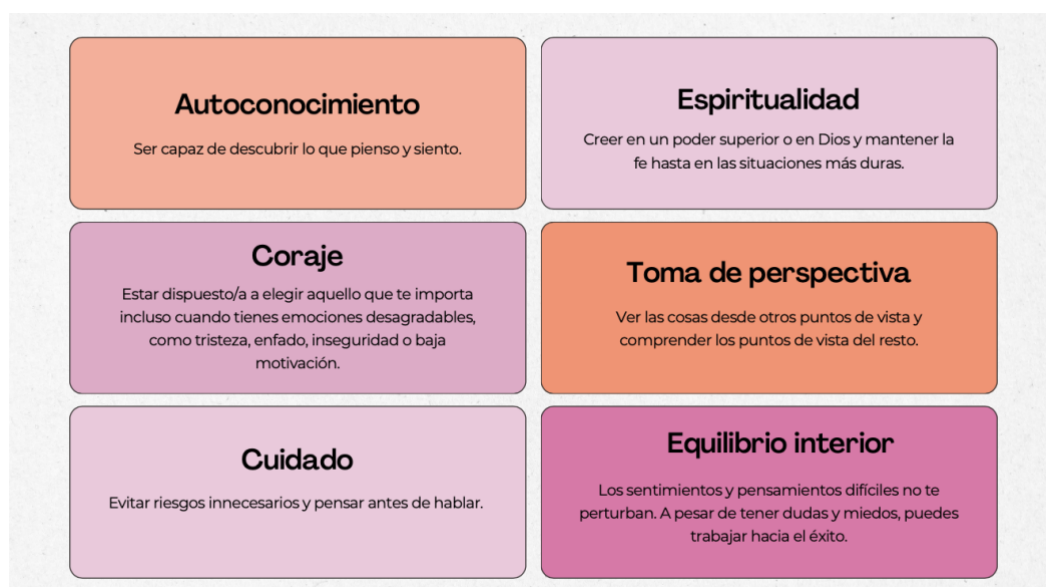 Autoconocimiento
Ser capaz de descubrir lo que pienso y siento.
Espiritualidad
Creer en un poder superior o en Dios y mantener la
fe hasta en las situaciones más duras.
Coraje
Estar dispuesto/a a elegir aquello que te importa
incluso cuando tienes emociones desagradables,
como tristeza, enfado, inseguridad o baja
motivación.
Toma de perspectiva
Ver las cosas desde otros puntos de vista y
comprender los puntos de vista del resto.
Cuidado
Evitar riesgos innecesarios y pensar antes de hablar.
Equilibrio interior
Los sentimientos y pensamientos difíciles no te
perturban. A pesar de tener dudas y miedos, puedes
trabajar hacia el éxito.